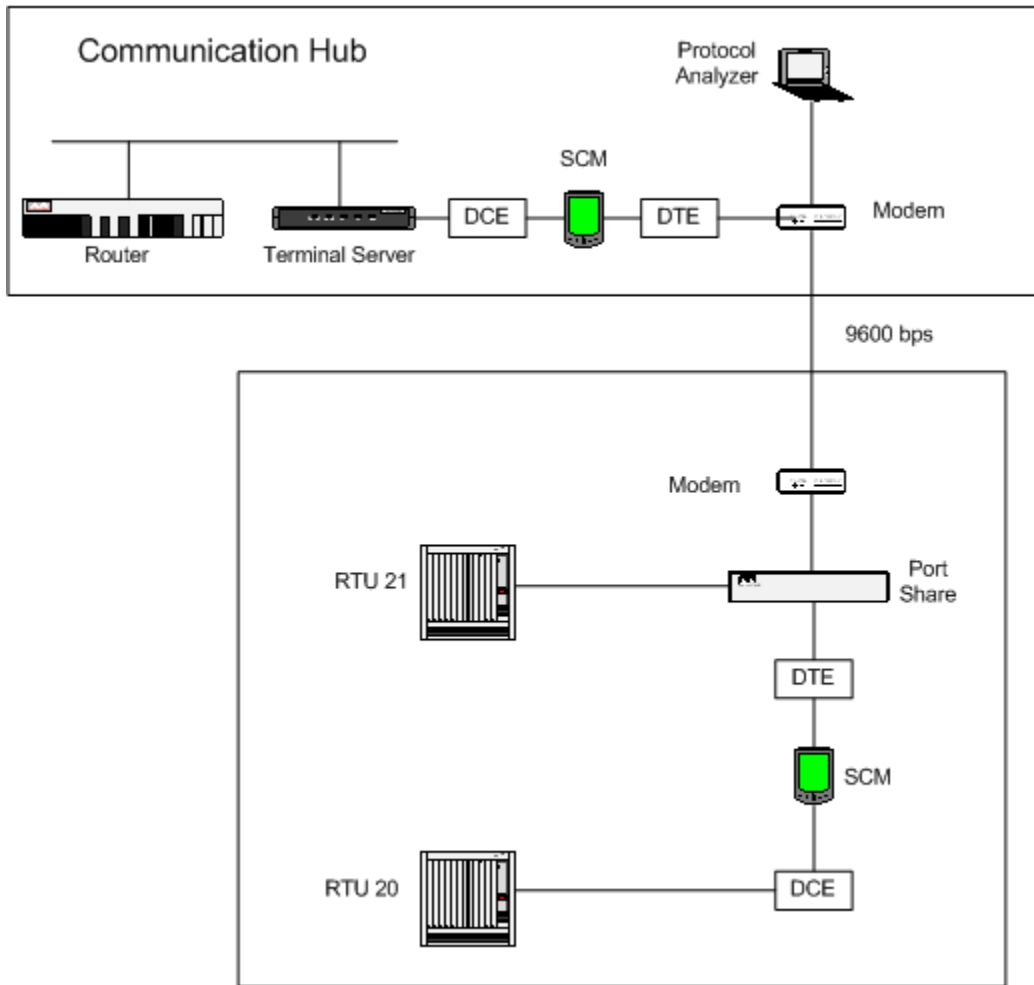 Communication Hub
Protocol
Analyzer
SCM
DCE
DTE
Modem
Router
Terminal Server
9600 bps
Modem
RTU 21
Port
Share
DTE
SCM
RTU 20
DCE